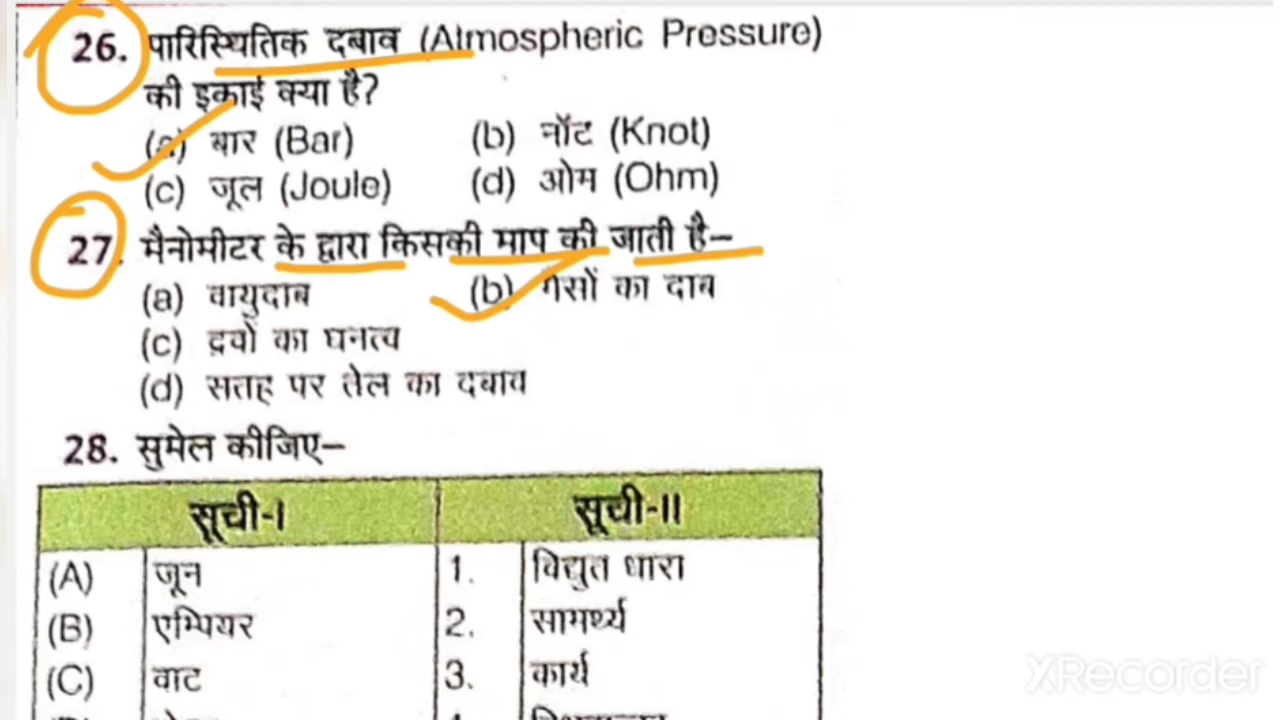 26. पारिस्थितिक दबाव (Atmospheric Pressure)
की इकाई क्या है?
(a) बार (Bar) (b) नॉट (Knot)
(c) जूल (Joule) (d) ओम (Ohm)
27. मैनोमीटर के द्वारा किसकी माप की जाती है–
(a) वायुदाब (b) गैसों का दाब
(c) द्रवों का घनत्व
(d) सतह पर तेल का दबाव
28. सुमेल कीजिए–
सूची-I सूची-II
(A) जून 1. विद्युत धारा
(B) एम्पियर 2. सामर्थ्य
(C) वाट 3. कार्य
XRecorder